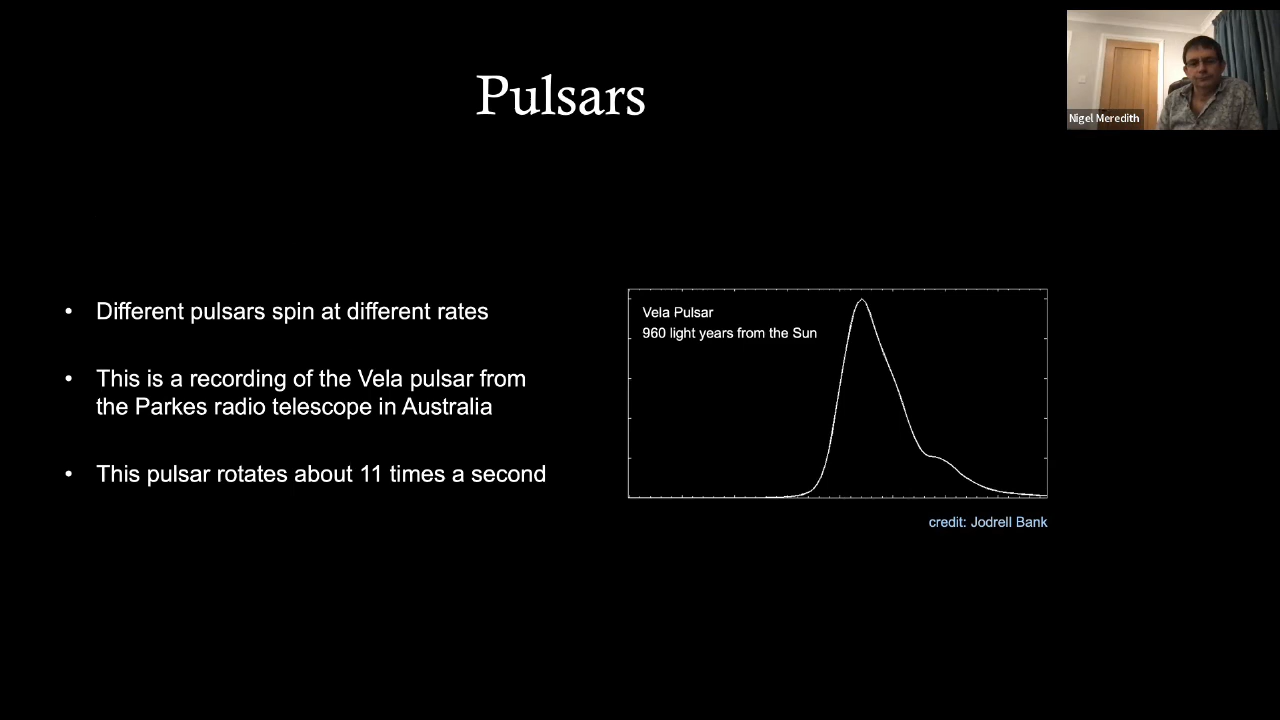 Pulsars
Nigel Meredith
• Different pulsars spin at different rates
• This is a recording of the Vela pulsar from
the Parkes radio telescope in Australia
• This pulsar rotates about 11 times a second
Vela Pulsar
960 light years from the Sun
credit: Jodrell Bank